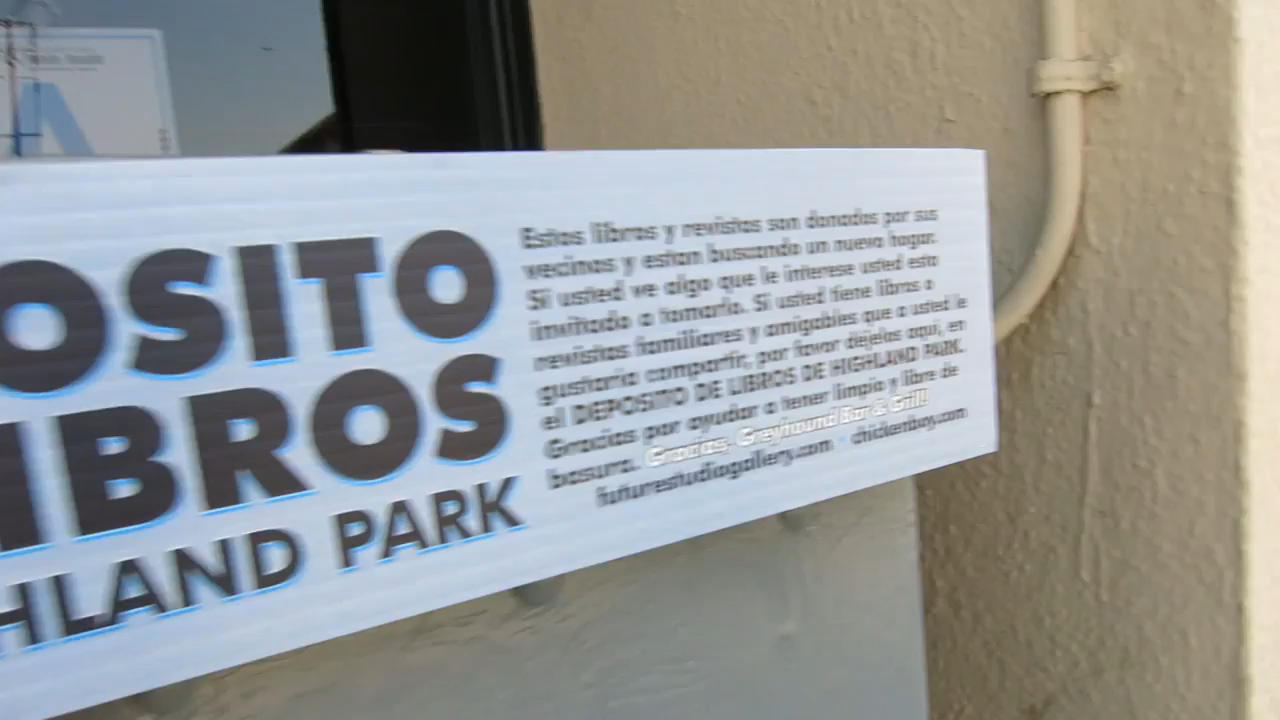 OSITO
IBROS
HLAND PARK
Estos libros y revistas son donados por sus
vecinos y estan buscando un nuevo hogar.
Si usted ve algo que le interese usted esta
invitado a tomarlo. Si usted tiene libros o
revistas familiares y amigables que a usted le
gustaria compartir, por favor dejelos aqui, en
el DEPOSITO DE LIBROS DE HIGHLAND PARK.
Gracias por ayudar a tener limpio y libre de
basura. Gracias, Greyhound Bar & Grill
futurestudiogallery.com • chickenboy.com
A